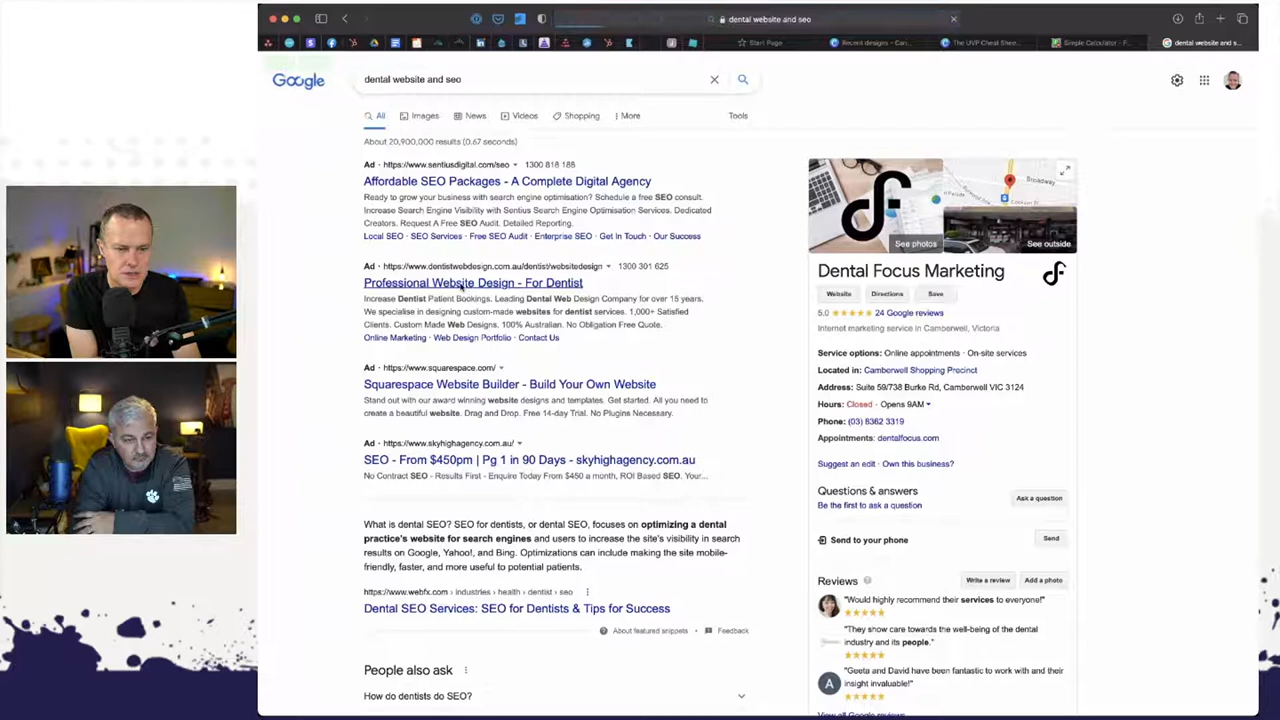 dental website and seo
Start Page
Recent designs - Can...
The UVP Cheat Shee...
Simple Calculator - F...
dental website and s...
Google
dental website and seo
All
Images
News
Videos
Shopping
More
Tools
About 20,900,000 results (0.67 seconds)
Ad · https://www.sentiusdigital.com/seo 1300 818 188
Affordable SEO Packages - A Complete Digital Agency
Ready to grow your business with search engine optimisation? Schedule a free SEO consult.
Increase Search Engine Visibility with Sentius Search Engine Optimisation Services. Dedicated
Creators. Request A Free SEO Audit. Detailed Reporting.
Local SEO · SEO Services · Free SEO Audit · Enterprise SEO · Get In Touch · Our Success
Ad · https://www.dentistwebdesign.com.au/dentist/websitedesign 1300 301 625
Professional Website Design - For Dentist
Increase Dentist Patient Bookings. Leading Dental Web Design Company for over 15 years.
We specialise in designing custom-made websites for dentist services. 1,000+ Satisfied
Clients. Custom Made Web Designs. 100% Australian. No Obligation Free Quote.
Online Marketing · Web Design Portfolio · Contact Us
Ad · https://www.squarespace.com/
Squarespace Website Builder - Build Your Own Website
Stand out with our award winning website designs and templates. Get started. All you need to
create a beautiful website. Drag and Drop. Free 14-day Trial. No Plugins Necessary.
Ad · https://www.skyhighagency.com.au/
SEO - From $450pm | Pg 1 in 90 Days - skyhighagency.com.au
No Contract SEO - Results First - Enquire Today From $450 a month, ROI Based SEO. Your...
What is dental SEO? SEO for dentists, or dental SEO, focuses on optimizing a dental
practice's website for search engines and users to increase the site's visibility in search
results on Google, Yahoo!, and Bing. Optimizations can include making the site mobile-
friendly, faster, and more useful to potential patients.
https://www.webfx.com › industries › health › dentist › seo
Dental SEO Services: SEO for Dentists & Tips for Success
About featured snippets · Feedback
People also ask
How do dentists do SEO?
Broadway
See photos
See outside
Dental Focus Marketing
Website
Directions
Save
5.0 24 Google reviews
Internet marketing service in Camberwell, Victoria
Service options: Online appointments · On-site services
Located in: Camberwell Shopping Precinct
Address: Suite 59/738 Burke Rd, Camberwell VIC 3124
Hours: Closed · Opens 9AM
Phone: (03) 8362 3319
Appointments: dentalfocus.com
Suggest an edit · Own this business?
Questions & answers
Be the first to ask a question
Ask a question
Send to your phone
Send
Reviews
Write a review
Add a photo
"Would highly recommend their services to everyone!"
"They show care towards the well-being of the dental
industry and its people."
A
"Geeta and David have been fantastic to work with and their
insight invaluable!"
View all Google reviews